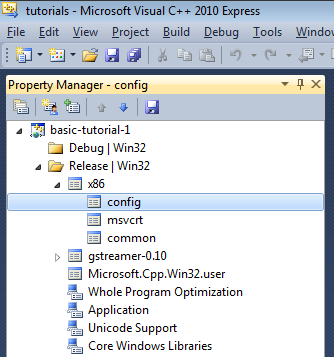 tutorials - Microsoft Visual C++ 2010 Express
File Edit View Project Build Debug Tools Window
Property Manager - config
basic-tutorial-1
Debug | Win32
Release | Win32
x86
config
msvcrt
common
gstreamer-0.10
Microsoft.Cpp.Win32.user
Whole Program Optimization
Application
Unicode Support
Core Windows Libraries